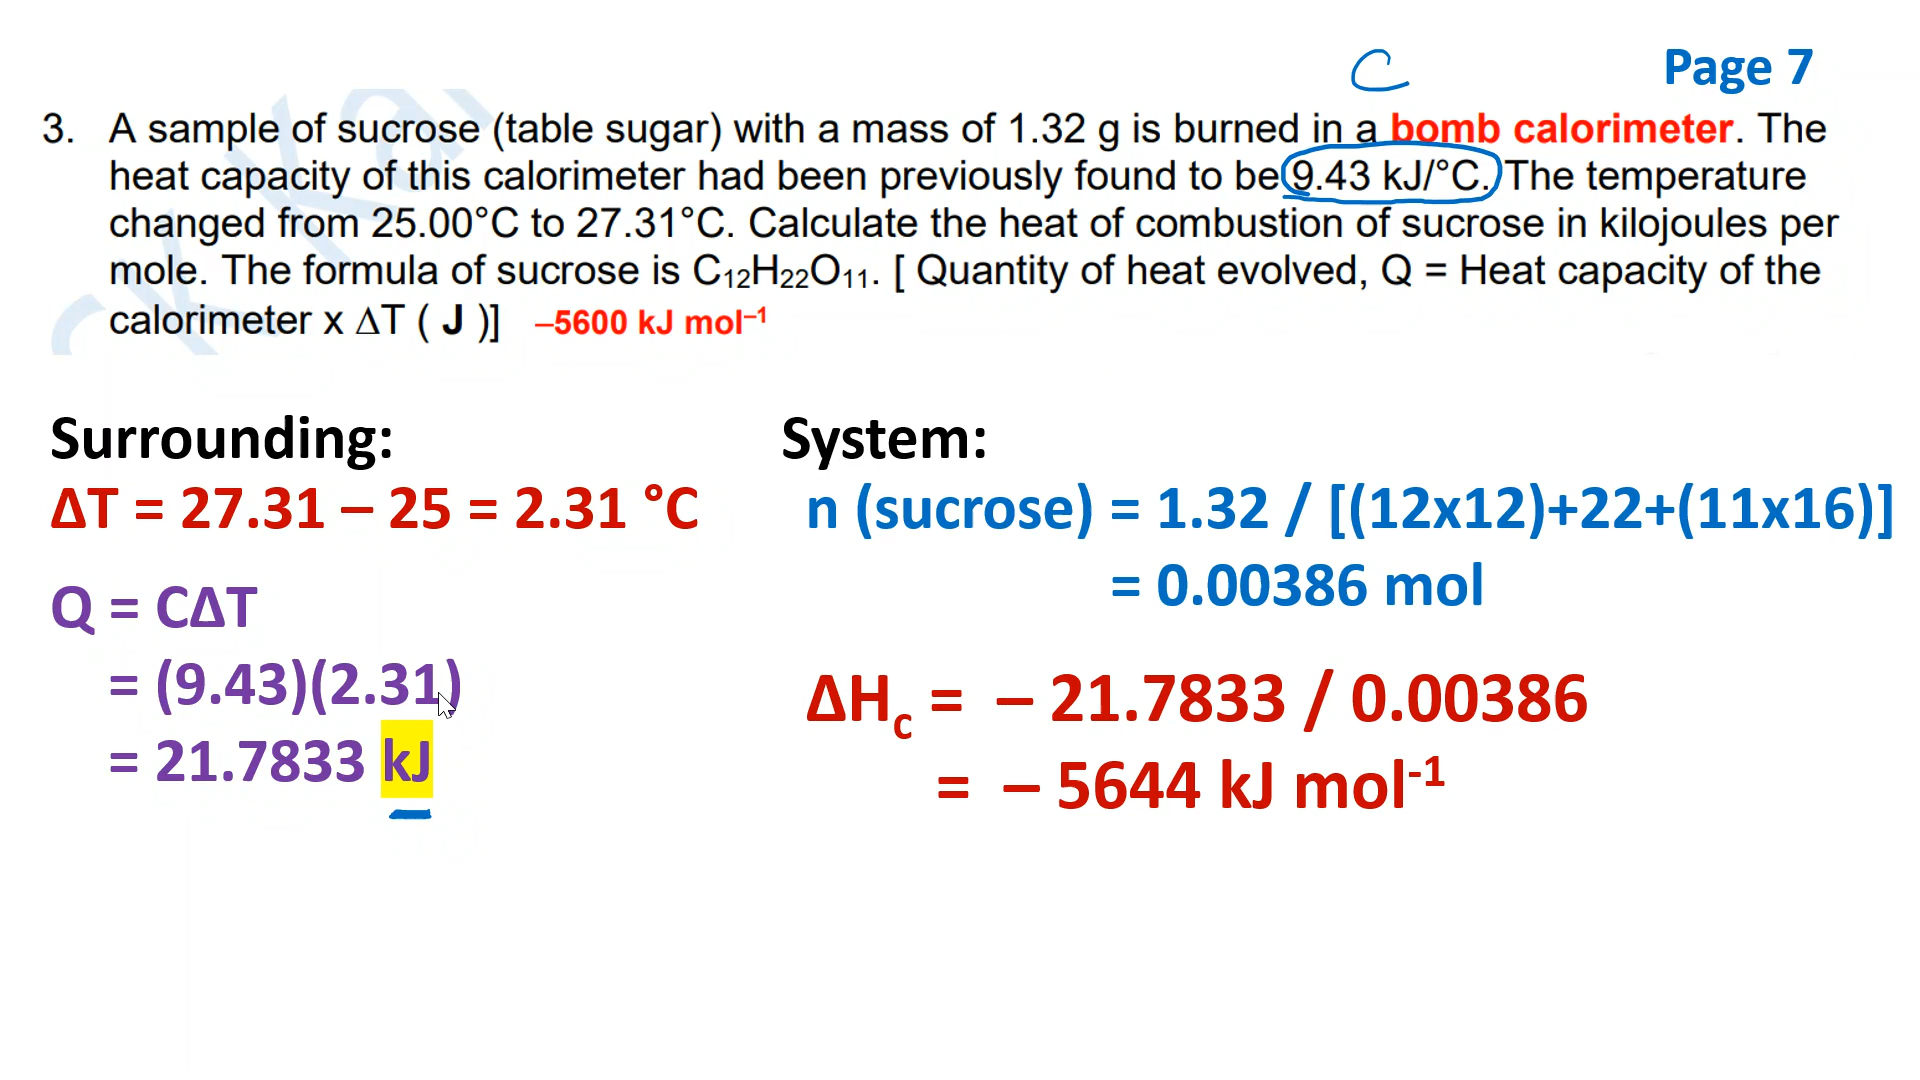 C
Page 7
3. A sample of sucrose (table sugar) with a mass of 1.32 g is burned in a bomb calorimeter. The
heat capacity of this calorimeter had been previously found to be 9.43 kJ/°C. The temperature
changed from 25.00°C to 27.31°C. Calculate the heat of combustion of sucrose in kilojoules per
mole. The formula of sucrose is C₁₂H₂₂O₁₁. [ Quantity of heat evolved, Q = Heat capacity of the
calorimeter x ΔT ( J )] –5600 kJ mol⁻¹
Surrounding:
ΔT = 27.31 – 25 = 2.31 °C
Q = CΔT
= (9.43)(2.31)
= 21.7833 kJ
System:
n (sucrose) = 1.32 / [(12x12)+22+(11x16)]
= 0.00386 mol
ΔH꜀ = – 21.7833 / 0.00386
= – 5644 kJ mol⁻¹